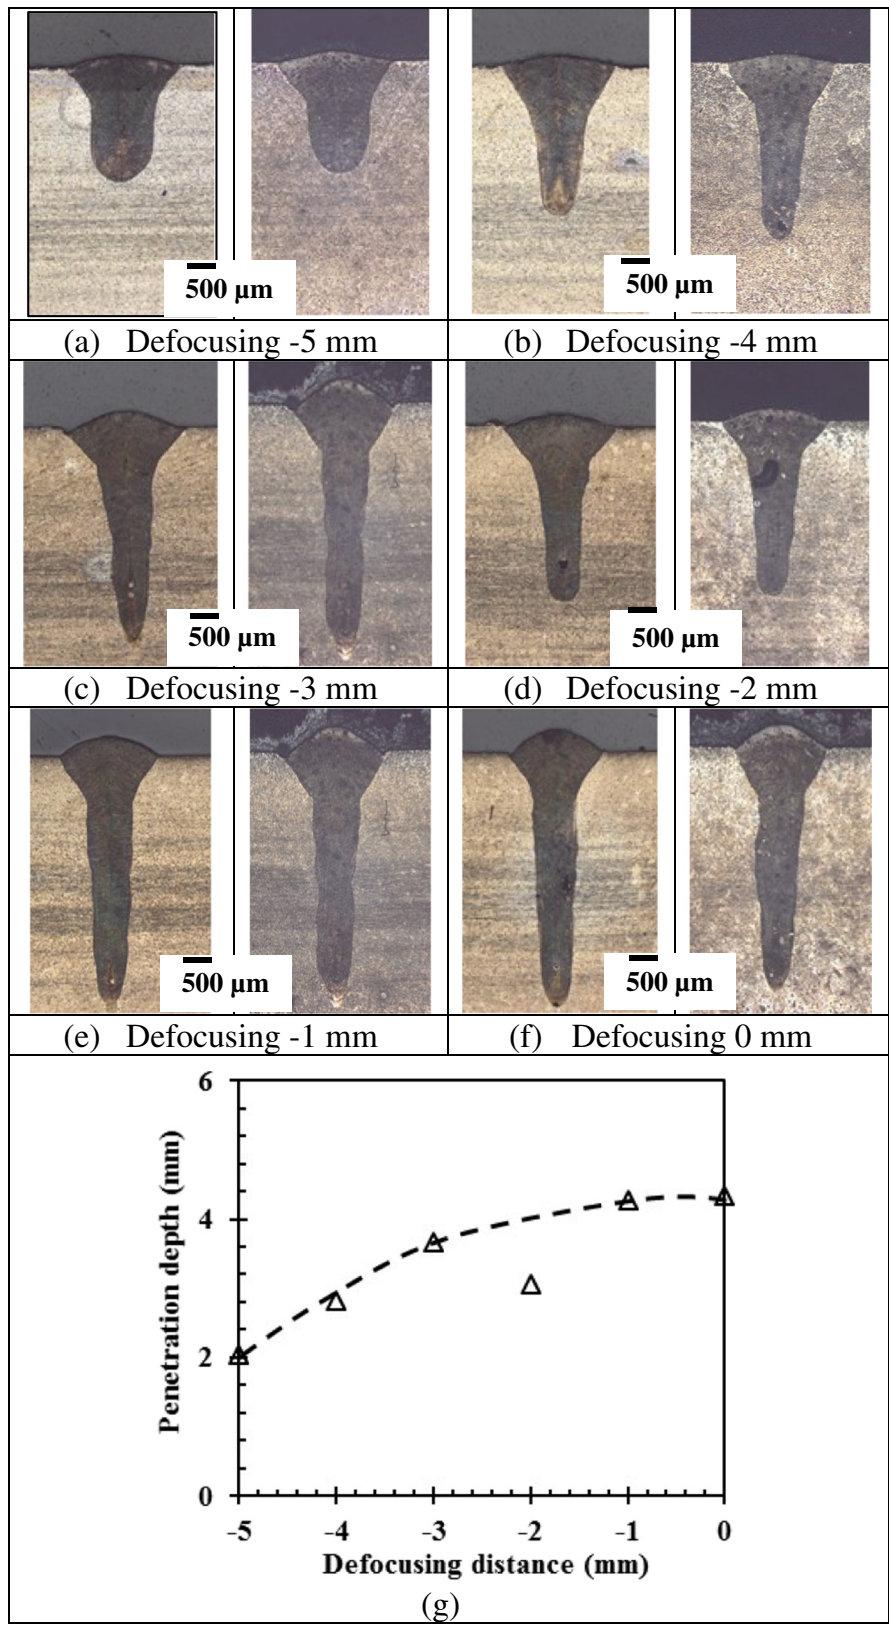 500 µm
500 µm
(a) Defocusing -5 mm
(b) Defocusing -4 mm
500 µm
500 µm
(c) Defocusing -3 mm
(d) Defocusing -2 mm
500 µm
500 µm
(e) Defocusing -1 mm
(f) Defocusing 0 mm
6
4
2
0
Penetration depth (mm)
-5 -4 -3 -2 -1 0
Defocusing distance (mm)
(g)